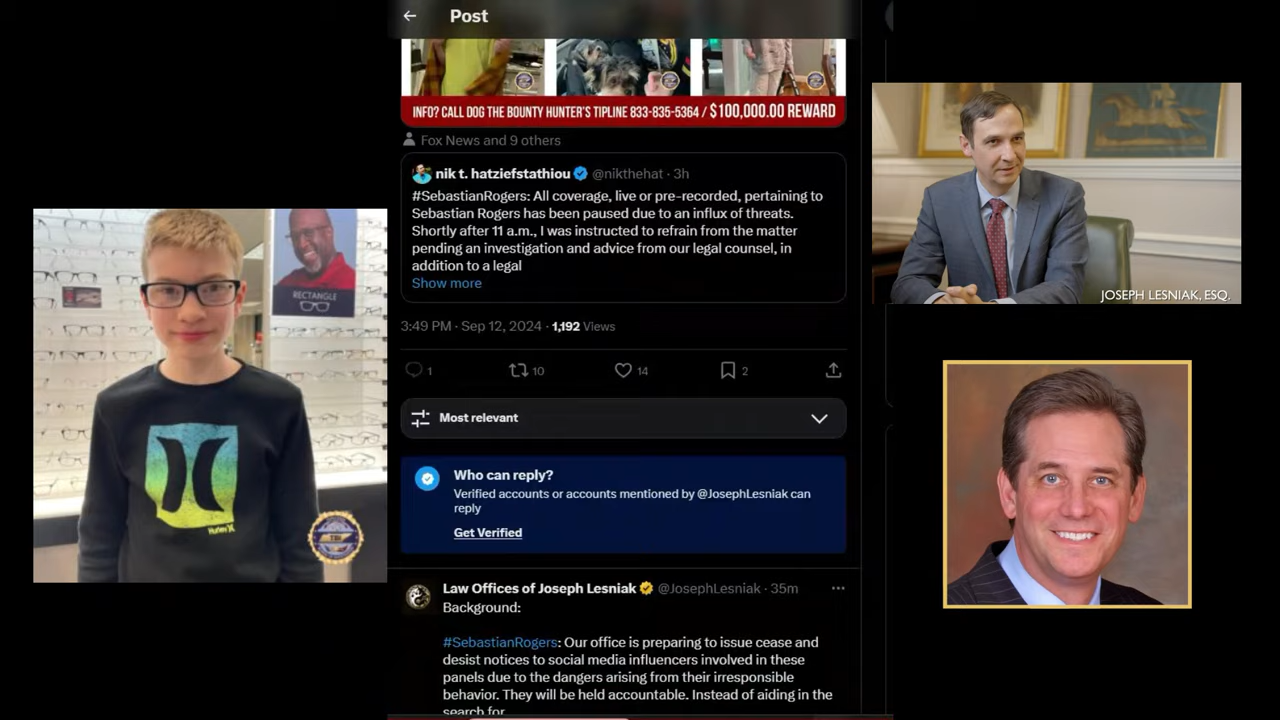 Post
INFO? CALL DOG THE BOUNTY HUNTER'S TIPLINE 833-835-5364 / $100,000.00 REWARD
Fox News and 9 others
nik t. hatziefstathiou @nikthehat · 3h
#SebastianRogers: All coverage, live or pre-recorded, pertaining to
Sebastian Rogers has been paused due to an influx of threats.
Shortly after 11 a.m., I was instructed to refrain from the matter
pending an investigation and advice from our legal counsel, in
addition to a legal
Show more
3:49 PM · Sep 12, 2024 · 1,192 Views
1 10 14 2
Most relevant
Who can reply?
Verified accounts or accounts mentioned by @JosephLesniak can
reply
Get Verified
Law Offices of Joseph Lesniak @JosephLesniak · 35m
Background:
#SebastianRogers: Our office is preparing to issue cease and
desist notices to social media influencers involved in these
panels due to the dangers arising from their irresponsible
behavior. They will be held accountable. Instead of aiding in the
search for
RECTANGLE
Hurley
JOSEPH LESNIAK, ESQ.